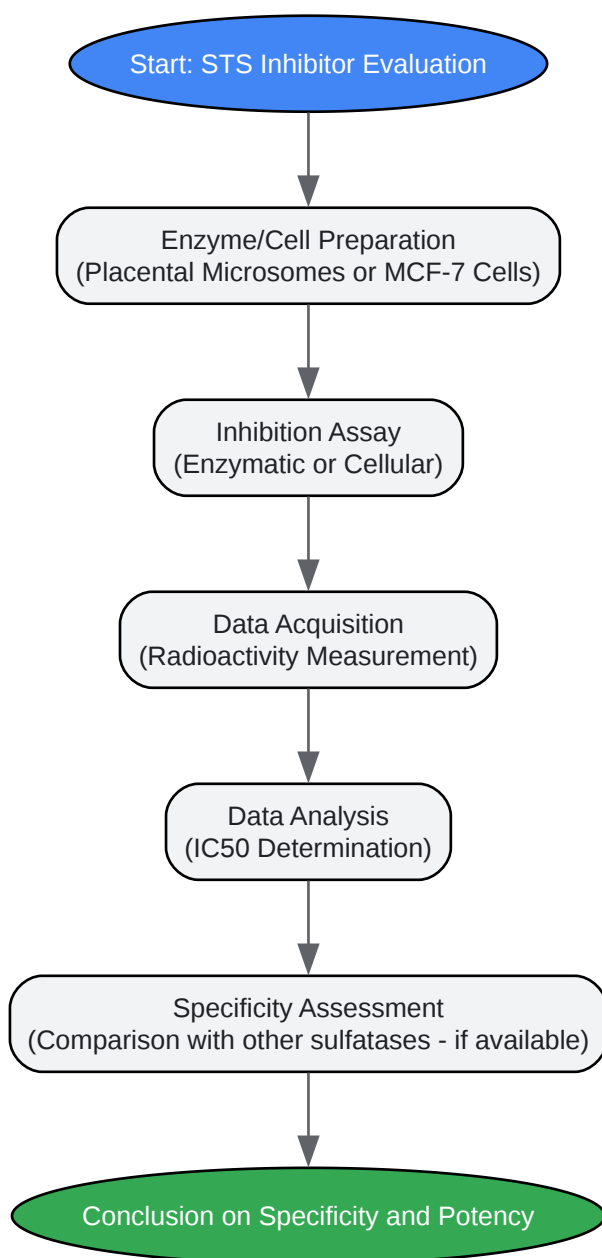 Start: STS Inhibitor Evaluation
Enzyme/Cell Preparation
(Placental Microsomes or MCF-7 Cells)
Inhibition Assay
(Enzymatic or Cellular)
Data Acquisition
(Radioactivity Measurement)
Data Analysis
(IC50 Determination)
Specificity Assessment
(Comparison with other sulfatases - if available)
Conclusion on Specificity and Potency